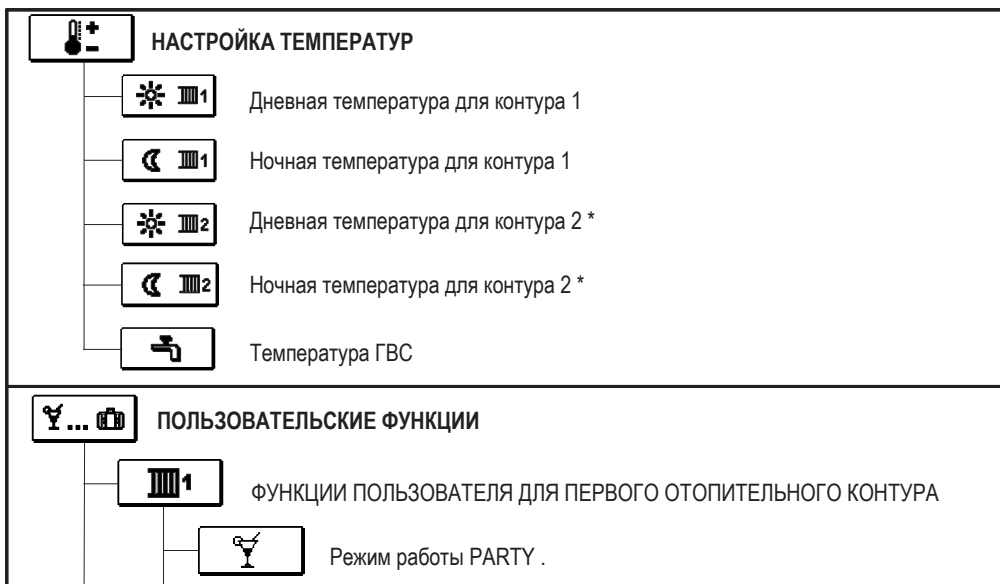 НАСТРОЙКА ТЕМПЕРАТУР
1 Дневная температура для контура 1
1 Ночная температура для контура 1
2 Дневная температура для контура 2 *
2 Ночная температура для контура 2 *
Температура ГВС
... ПОЛЬЗОВАТЕЛЬСКИЕ ФУНКЦИИ
1 ФУНКЦИИ ПОЛЬЗОВАТЕЛЯ ДЛЯ ПЕРВОГО ОТОПИТЕЛЬНОГО КОНТУРА
Режим работы PARTY .